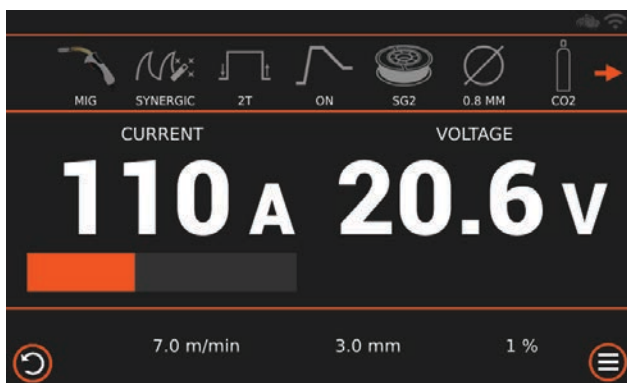 MIG SYNERGIC 2T ON SG2 0.8 MM CO2
CURRENT VOLTAGE
110 A 20.6 V
7.0 m/min 3.0 mm 1 %